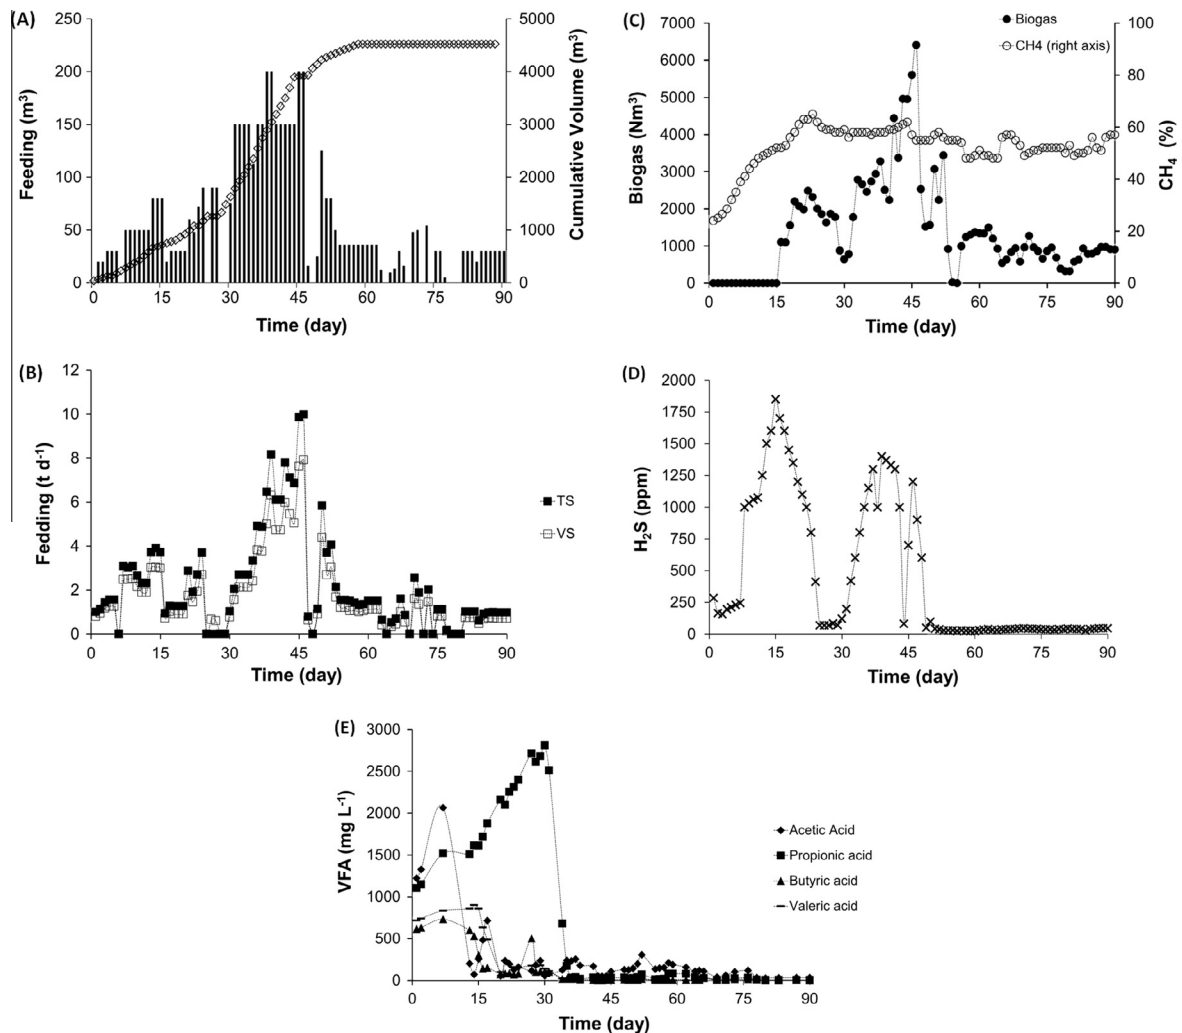 (A)
250
200
150
100
50
0
Feeding (m³)
5000
4000
3000
2000
1000
0
Cumulative Volume (m³)
0 15 30 45 60 75 90
Time (day)
(C)
Biogas
CH4 (right axis)
7000
6000
5000
4000
3000
2000
1000
0
Biogas (Nm³)
100
80
60
40
20
0
CH₄ (%)
0 15 30 45 60 75 90
Time (day)
(B)
12
10
8
6
4
2
0
Fedding (t d⁻¹)
TS
VS
0 15 30 45 60 75 90
Time (day)
(D)
2000
1750
1500
1250
1000
750
500
250
0
H₂S (ppm)
0 15 30 45 60 75 90
Time (day)
(E)
3000
2500
2000
1500
1000
500
0
VFA (mg L⁻¹)
Acetic Acid
Propionic acid
Butyric acid
Valeric acid
0 15 30 45 60 75 90
Time (day)